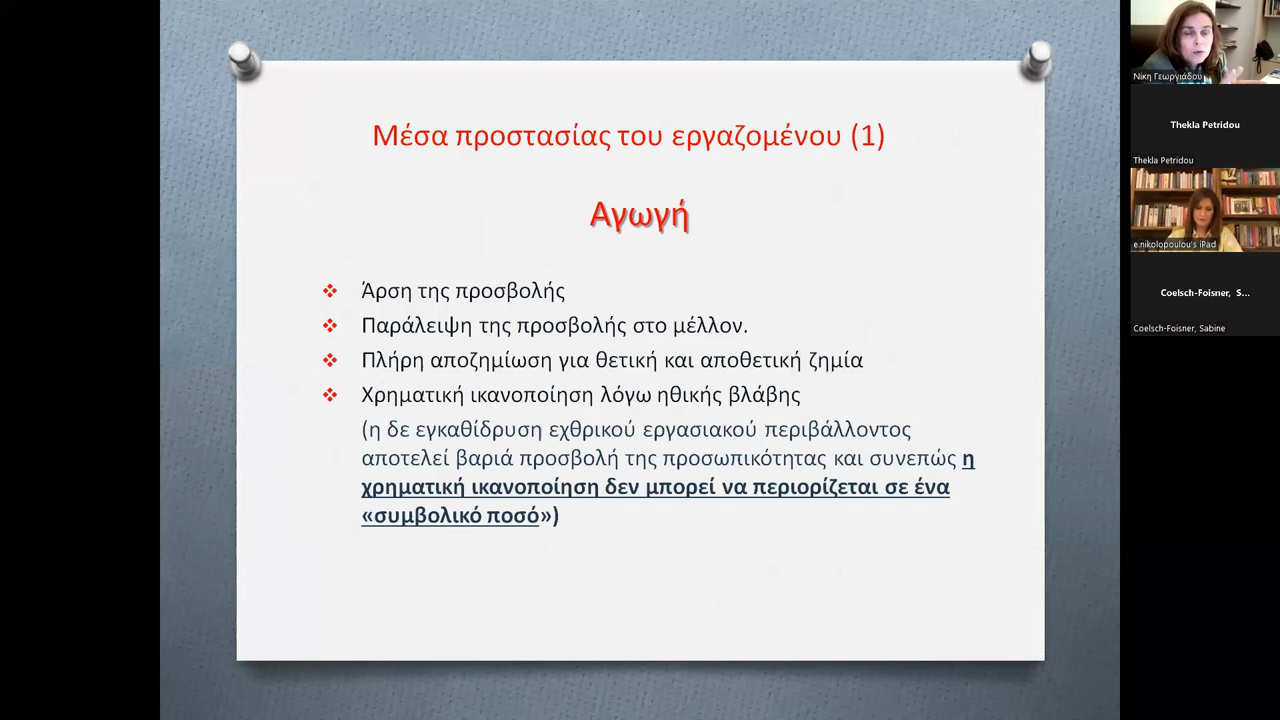 Μέσα προστασίας του εργαζομένου (1)
Αγωγή
Άρση της προσβολής
Παράλειψη της προσβολής στο μέλλον.
Πλήρη αποζημίωση για θετική και αποθετική ζημία
Χρηματική ικανοποίηση λόγω ηθικής βλάβης
(η δε εγκαθίδρυση εχθρικού εργασιακού περιβάλλοντος
αποτελεί βαριά προσβολή της προσωπικότητας και συνεπώς η
χρηματική ικανοποίηση δεν μπορεί να περιορίζεται σε ένα
«συμβολικό ποσό»)
Νίκη Γεωργιάδου
Thekla Petridou
Thekla Petridou
e.nikolopoulou's iPad
Coelsch-Foisner, S...
Coelsch-Foisner, Sabine